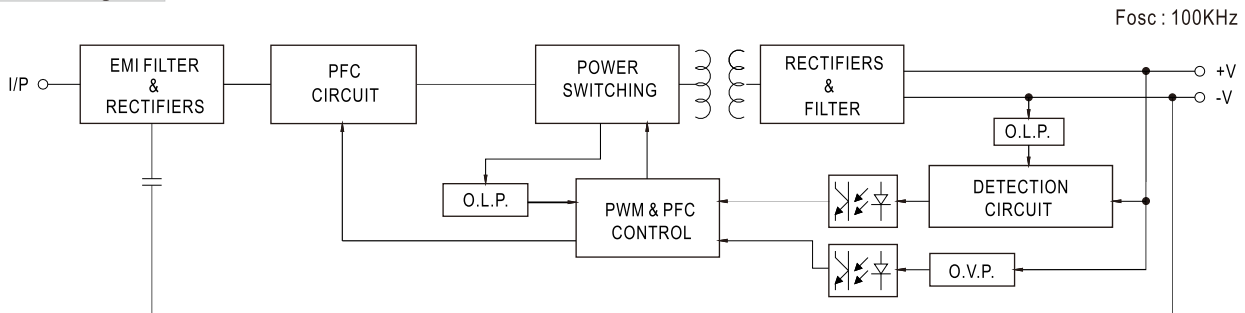 Fosc : 100KHz
I/P
EMI FILTER
&
RECTIFIERS
PFC
CIRCUIT
POWER
SWITCHING
RECTIFIERS
&
FILTER
+V
-V
O.L.P.
O.L.P.
PWM & PFC
CONTROL
DETECTION
CIRCUIT
O.V.P.